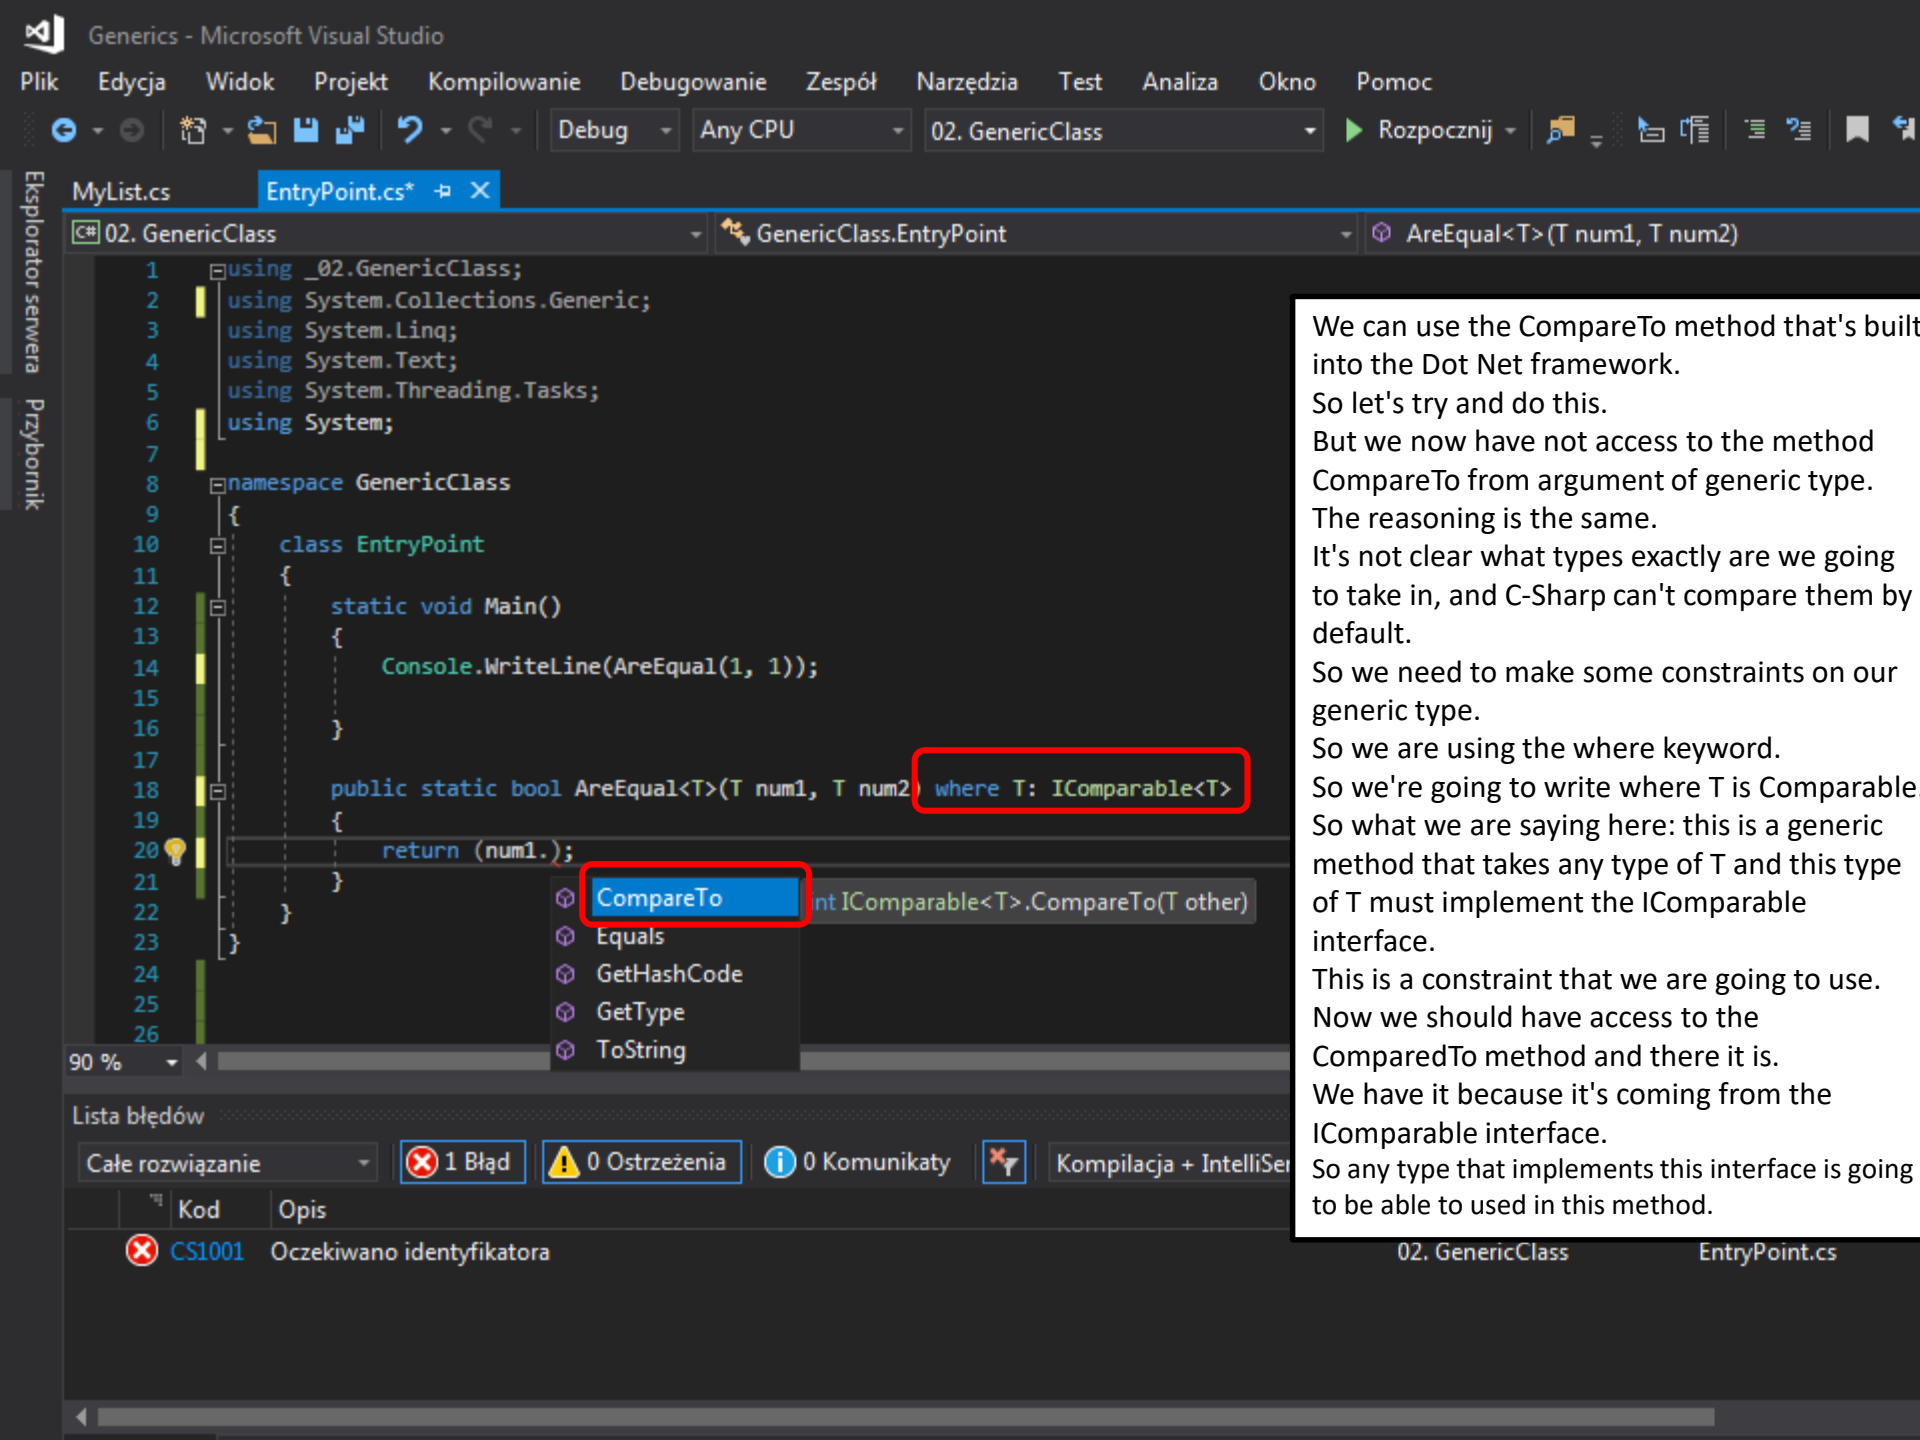 Generics - Microsoft Visual Studio
Plik Edycja Widok Projekt Kompilowanie Debugowanie Zespół Narzędzia Test Analiza Okno Pomoc
Debug Any CPU 02. GenericClass Rozpocznij
Eksplorator serwera
Przybornik
MyList.cs EntryPoint.cs*
C# 02. GenericClass GenericClass.EntryPoint AreEqual<T>(T num1, T num2)
1 using _02.GenericClass;
2 using System.Collections.Generic;
3 using System.Linq;
4 using System.Text;
5 using System.Threading.Tasks;
6 using System;
7
8 namespace GenericClass
9 {
10 class EntryPoint
11 {
12 static void Main()
13 {
14 Console.WriteLine(AreEqual(1, 1));
15
16 }
17
18 public static bool AreEqual<T>(T num1, T num2) where T: IComparable<T>
19 {
20 return (num1.);
21 }
22 }
23 }
24
25
26
CompareTo int IComparable<T>.CompareTo(T other)
Equals
GetHashCode
GetType
ToString
90 %
We can use the CompareTo method that's built
into the Dot Net framework.
So let's try and do this.
But we now have not access to the method
CompareTo from argument of generic type.
The reasoning is the same.
It's not clear what types exactly are we going
to take in, and C-Sharp can't compare them by
default.
So we need to make some constraints on our
generic type.
So we are using the where keyword.
So we're going to write where T is Comparable.
So what we are saying here: this is a generic
method that takes any type of T and this type
of T must implement the IComparable
interface.
This is a constraint that we are going to use.
Now we should have access to the
ComparedTo method and there it is.
We have it because it's coming from the
IComparable interface.
So any type that implements this interface is going
to be able to used in this method.
Lista błędów
Całe rozwiązanie 1 Błąd 0 Ostrzeżenia 0 Komunikaty Kompilacja + IntelliSer
Kod Opis
CS1001 Oczekiwano identyfikatora 02. GenericClass EntryPoint.cs